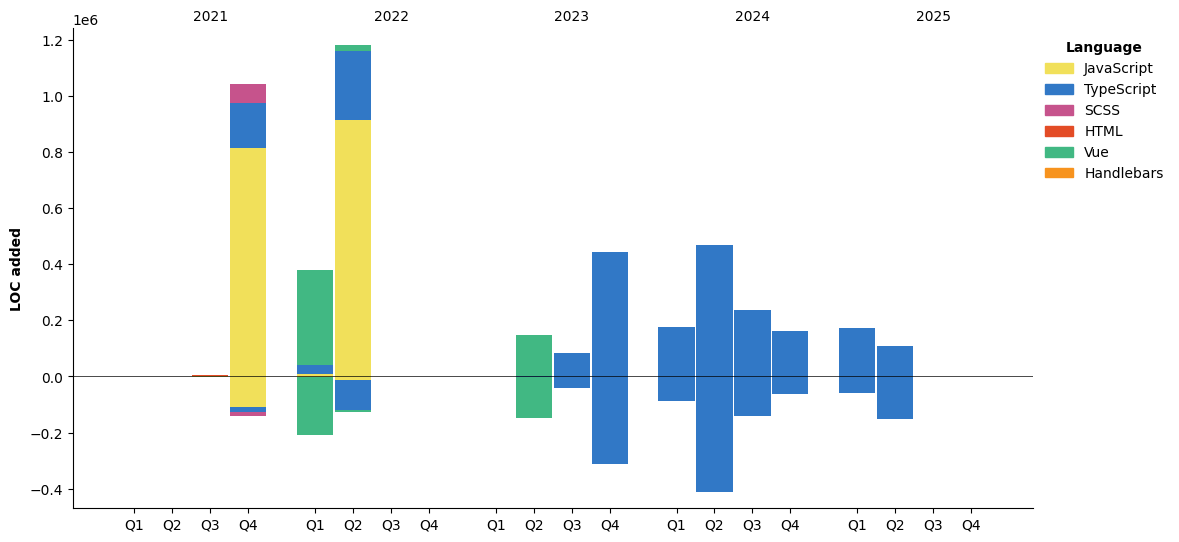 2021 2022 2023 2024 2025
1e6
Language
JavaScript
TypeScript
SCSS
HTML
Vue
Handlebars
LOC added
1.2
1.0
0.8
0.6
0.4
0.2
0.0
−0.2
−0.4
Q1 Q2 Q3 Q4 Q1 Q2 Q3 Q4 Q1 Q2 Q3 Q4 Q1 Q2 Q3 Q4 Q1 Q2 Q3 Q4